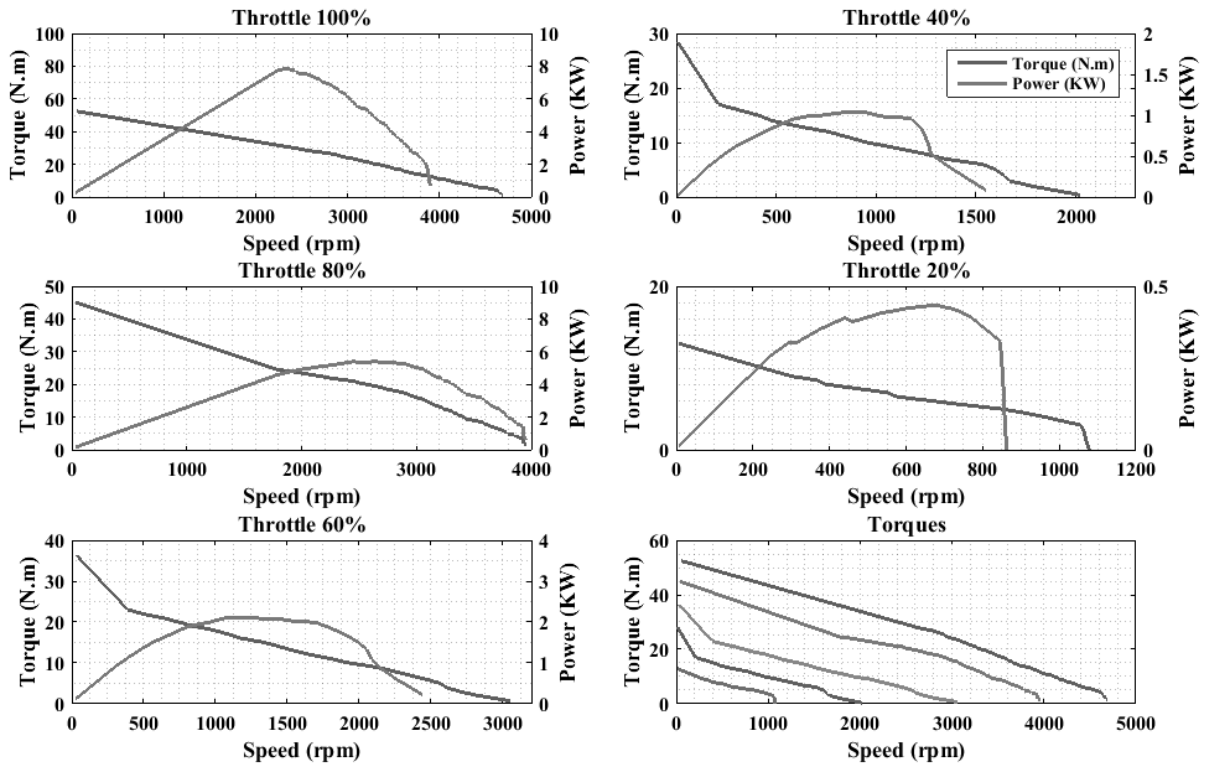 Throttle 100%
100
80
60
40
20
0
Torque (N.m)
10
8
6
4
2
0
Power (KW)
0 1000 2000 3000 4000 5000
Speed (rpm)
Throttle 40%
30
20
10
0
Torque (N.m)
2
1.5
1
0.5
0
Power (KW)
Torque (N.m)
Power (KW)
0 500 1000 1500 2000
Speed (rpm)
Throttle 80%
50
40
30
20
10
0
Torque (N.m)
10
8
6
4
2
0
Power (KW)
0 1000 2000 3000 4000
Speed (rpm)
Throttle 20%
20
10
0
Torque (N.m)
0.5
0
Power (KW)
0 200 400 600 800 1000 1200
Speed (rpm)
Throttle 60%
40
30
20
10
0
Torque (N.m)
4
3
2
1
0
Power (KW)
0 500 1000 1500 2000 2500 3000
Speed (rpm)
Torques
60
40
20
0
Torque (N.m)
0 1000 2000 3000 4000 5000
Speed (rpm)